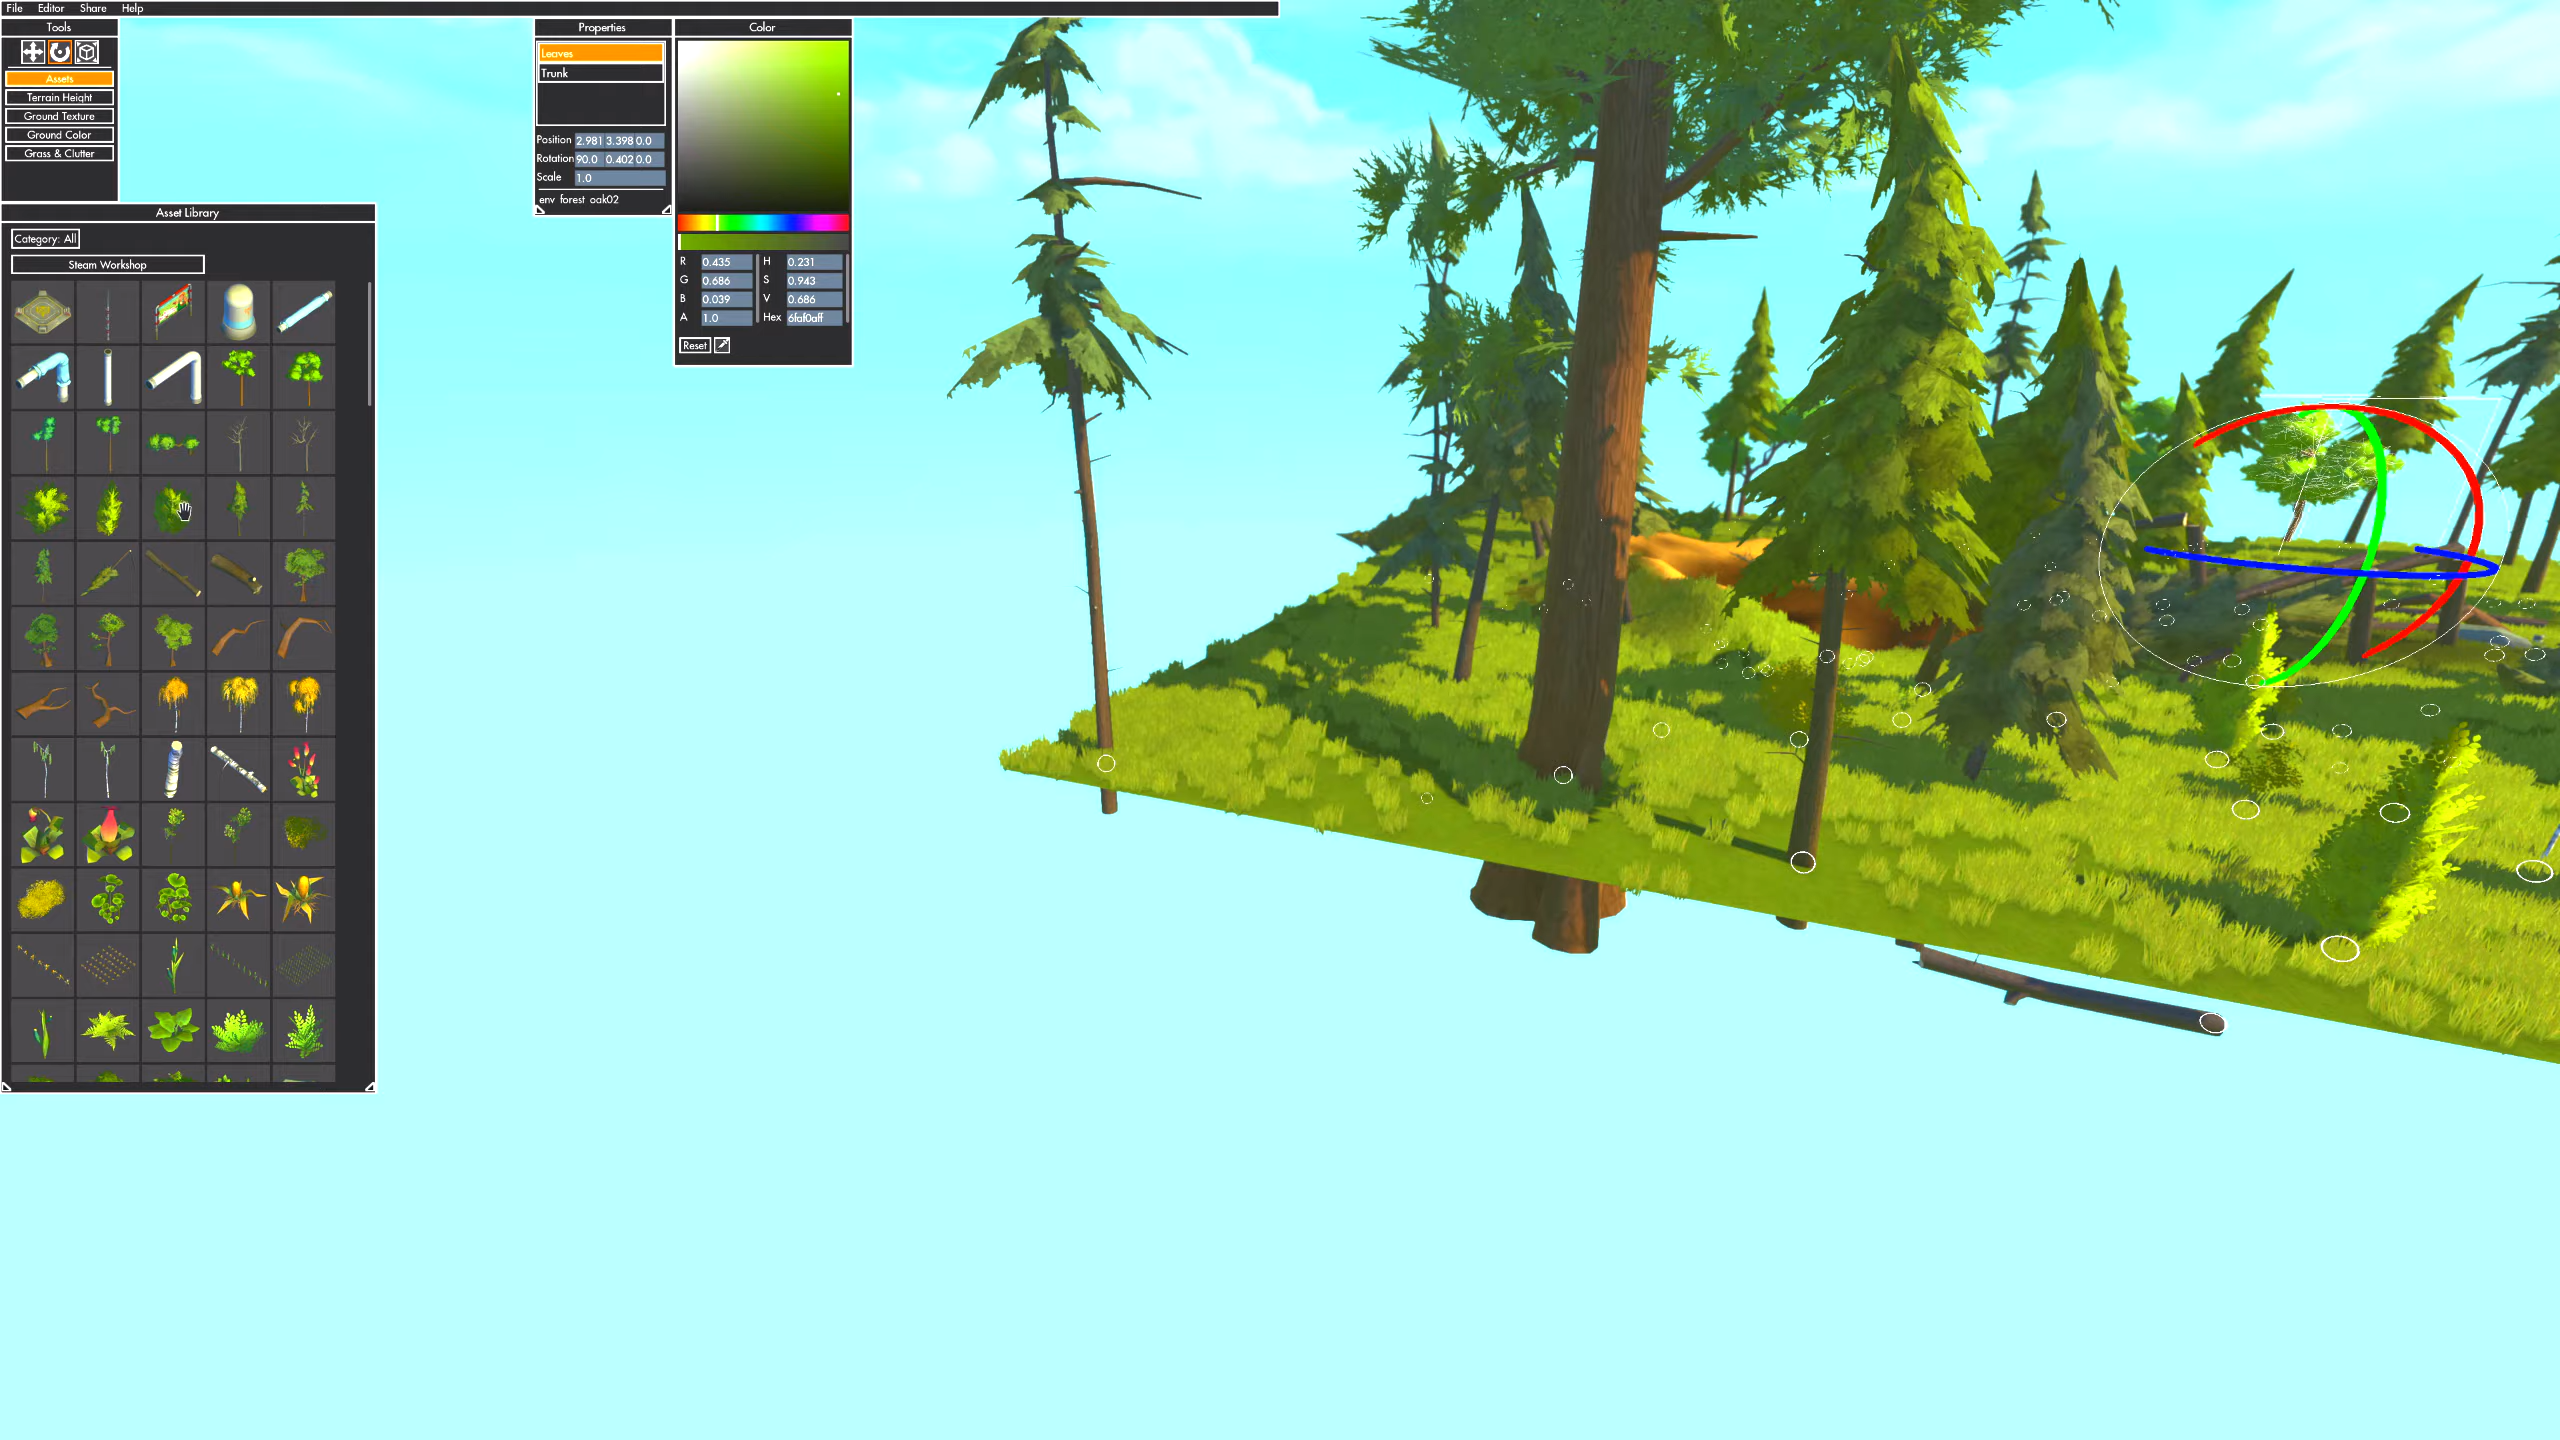 File Editor Share Help
Tools
Assets
Terrain Height
Ground Texture
Ground Color
Grass & Clutter
Asset Library
Category: All
Steam Workshop
Properties
Leaves
Trunk
Position 2.981 3.398 0.0
Rotation 90.0 0.402 0.0
Scale 1.0
env forest oak02
Color
R 0.435 H 0.231
G 0.686 S 0.943
B 0.039 V 0.686
A 1.0 Hex 6faf0aff
Reset